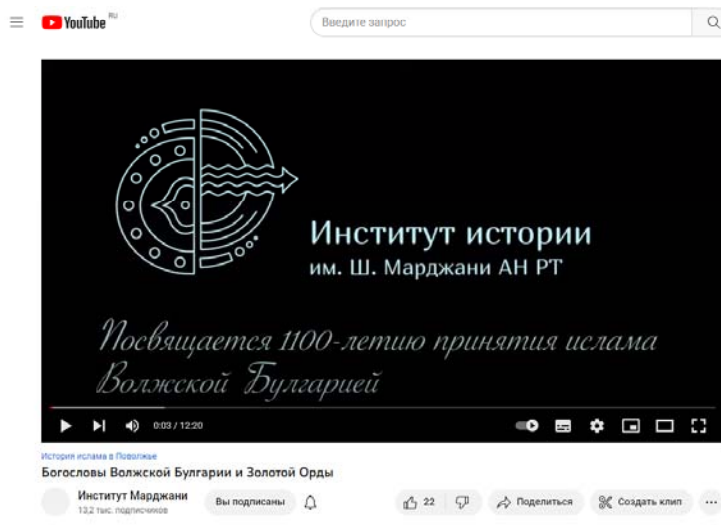 YouTube RU
Введите запрос
Институт истории
им. Ш. Марджани АН РТ
Посвящается 1100-летию принятия ислама
Волжской Булгарией
0:03 / 12:20
История ислама в Поволжье
Богословы Волжской Булгарии и Золотой Орды
Институт Марджани
13,2 тыс. подписчиков
Вы подписаны
22
Поделиться
Создать клип